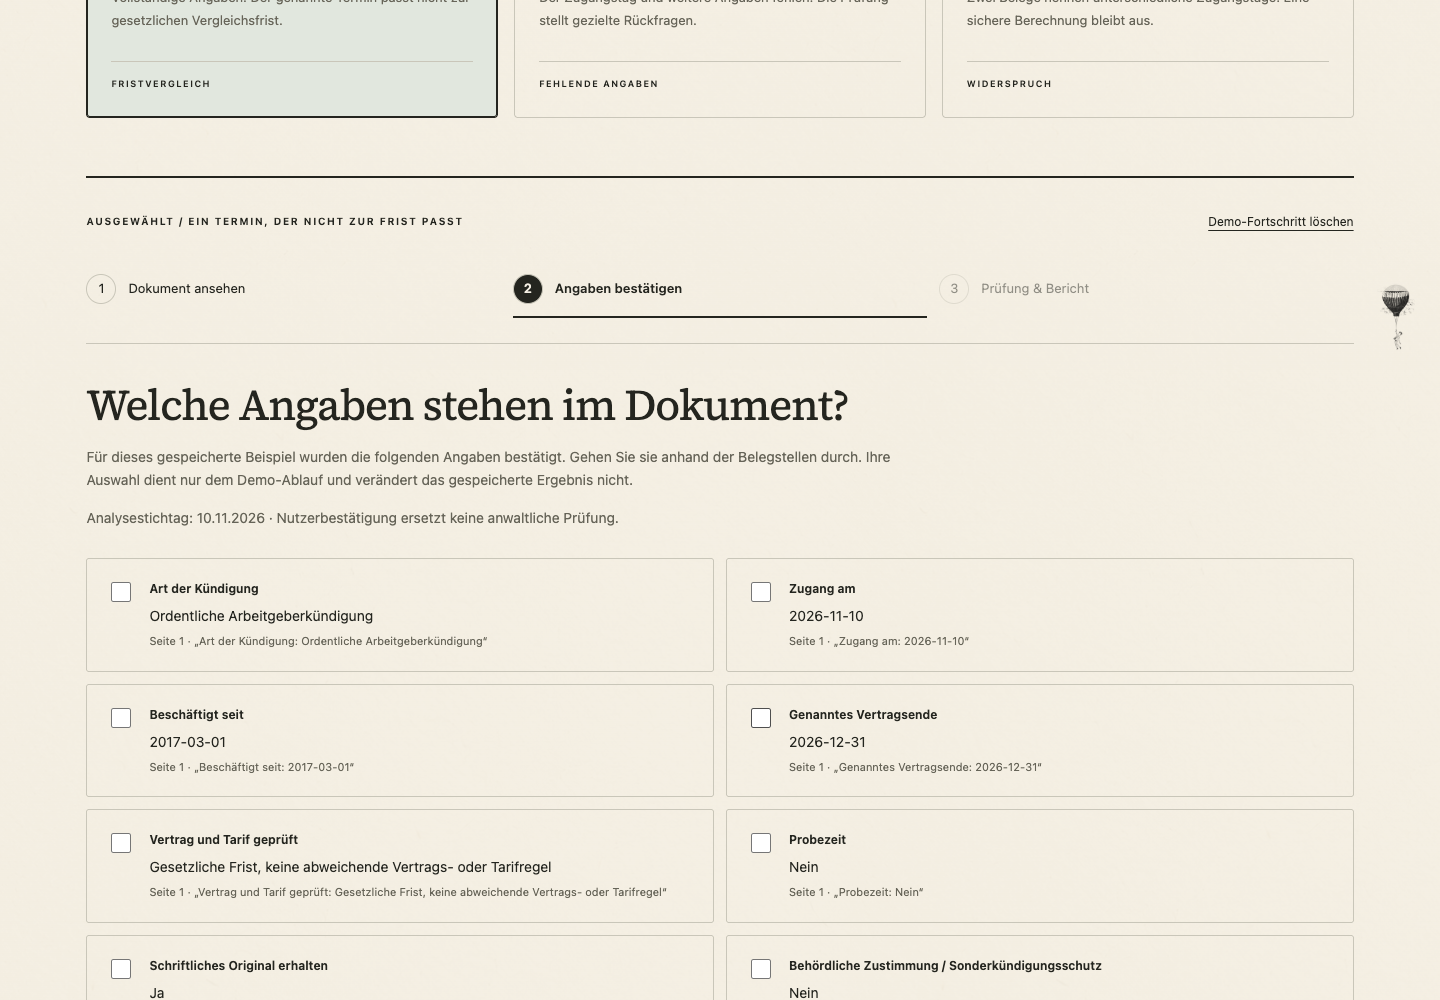 gesetzlichen Vergleichsfrist.
FRISTVERGLEICH
stellt gezielte Rückfragen.
FEHLENDE ANGABEN
sichere Berechnung bleibt aus.
WIDERSPRUCH
AUSGEWÄHLT / EIN TERMIN, DER NICHT ZUR FRIST PASST
Demo-Fortschritt löschen
1 Dokument ansehen
2 Angaben bestätigen
3 Prüfung & Bericht
Welche Angaben stehen im Dokument?
Für dieses gespeicherte Beispiel wurden die folgenden Angaben bestätigt. Gehen Sie sie anhand der Belegstellen durch. Ihre
Auswahl dient nur dem Demo-Ablauf und verändert das gespeicherte Ergebnis nicht.
Analysestichtag: 10.11.2026 · Nutzerbestätigung ersetzt keine anwaltliche Prüfung.
Art der Kündigung
Ordentliche Arbeitgeberkündigung
Seite 1 · „Art der Kündigung: Ordentliche Arbeitgeberkündigung“
Zugang am
2026-11-10
Seite 1 · „Zugang am: 2026-11-10“
Beschäftigt seit
2017-03-01
Seite 1 · „Beschäftigt seit: 2017-03-01“
Genanntes Vertragsende
2026-12-31
Seite 1 · „Genanntes Vertragsende: 2026-12-31“
Vertrag und Tarif geprüft
Gesetzliche Frist, keine abweichende Vertrags- oder Tarifregel
Seite 1 · „Vertrag und Tarif geprüft: Gesetzliche Frist, keine abweichende Vertrags- oder Tarifregel“
Probezeit
Nein
Seite 1 · „Probezeit: Nein“
Schriftliches Original erhalten
Ja
Behördliche Zustimmung / Sonderkündigungsschutz
Nein